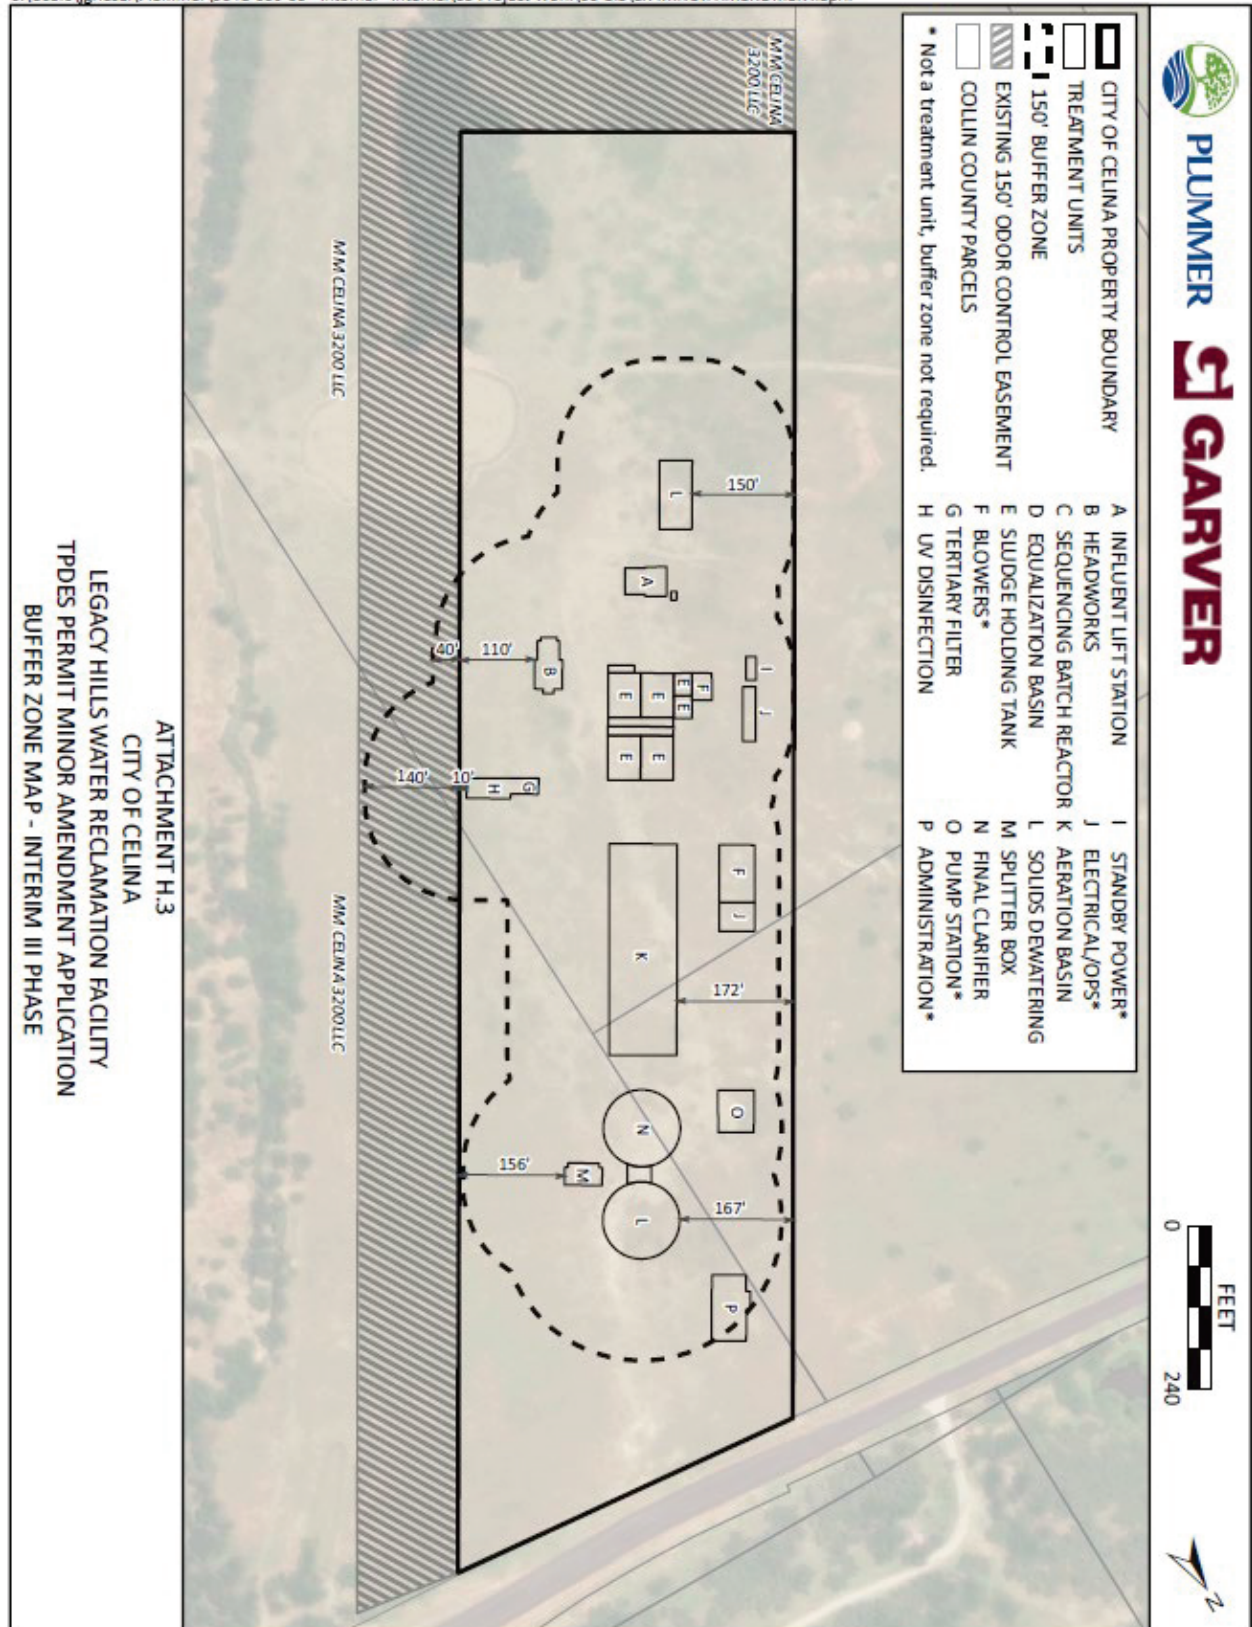 PLUMMER
GARVER
FEET
0 240
N
CITY OF CELINA PROPERTY BOUNDARY
TREATMENT UNITS
150' BUFFER ZONE
EXISTING 150' ODOR CONTROL EASEMENT
COLLIN COUNTY PARCELS
* Not a treatment unit, buffer zone not required.
A INFLUENT LIFT STATION
B HEADWORKS
C SEQUENCING BATCH REACTOR
D EQUALIZATION BASIN
E SLUDGE HOLDING TANK
F BLOWERS*
G TERTIARY FILTER
H UV DISINFECTION
I STANDBY POWER*
J ELECTRICAL/OPS*
K AERATION BASIN
L SOLIDS DEWATERING
M SPLITTER BOX
N FINAL CLARIFIER
O PUMP STATION*
P ADMINISTRATION*
MM CELINA
3200 LLC
150'
L
A
I
J
F
E
E
E
E
E
E
B
110'
40'
G
H
10'
140'
F
J
K
172'
O
N
M
L
156'
167'
P
MM CELINA 3200 LLC
MM CELINA 3200 LLC
ATTACHMENT H.3
CITY OF CELINA
LEGACY HILLS WATER RECLAMATION FACILITY
TPDES PERMIT MINOR AMENDMENT APPLICATION
BUFFER ZONE MAP - INTERIM III PHASE